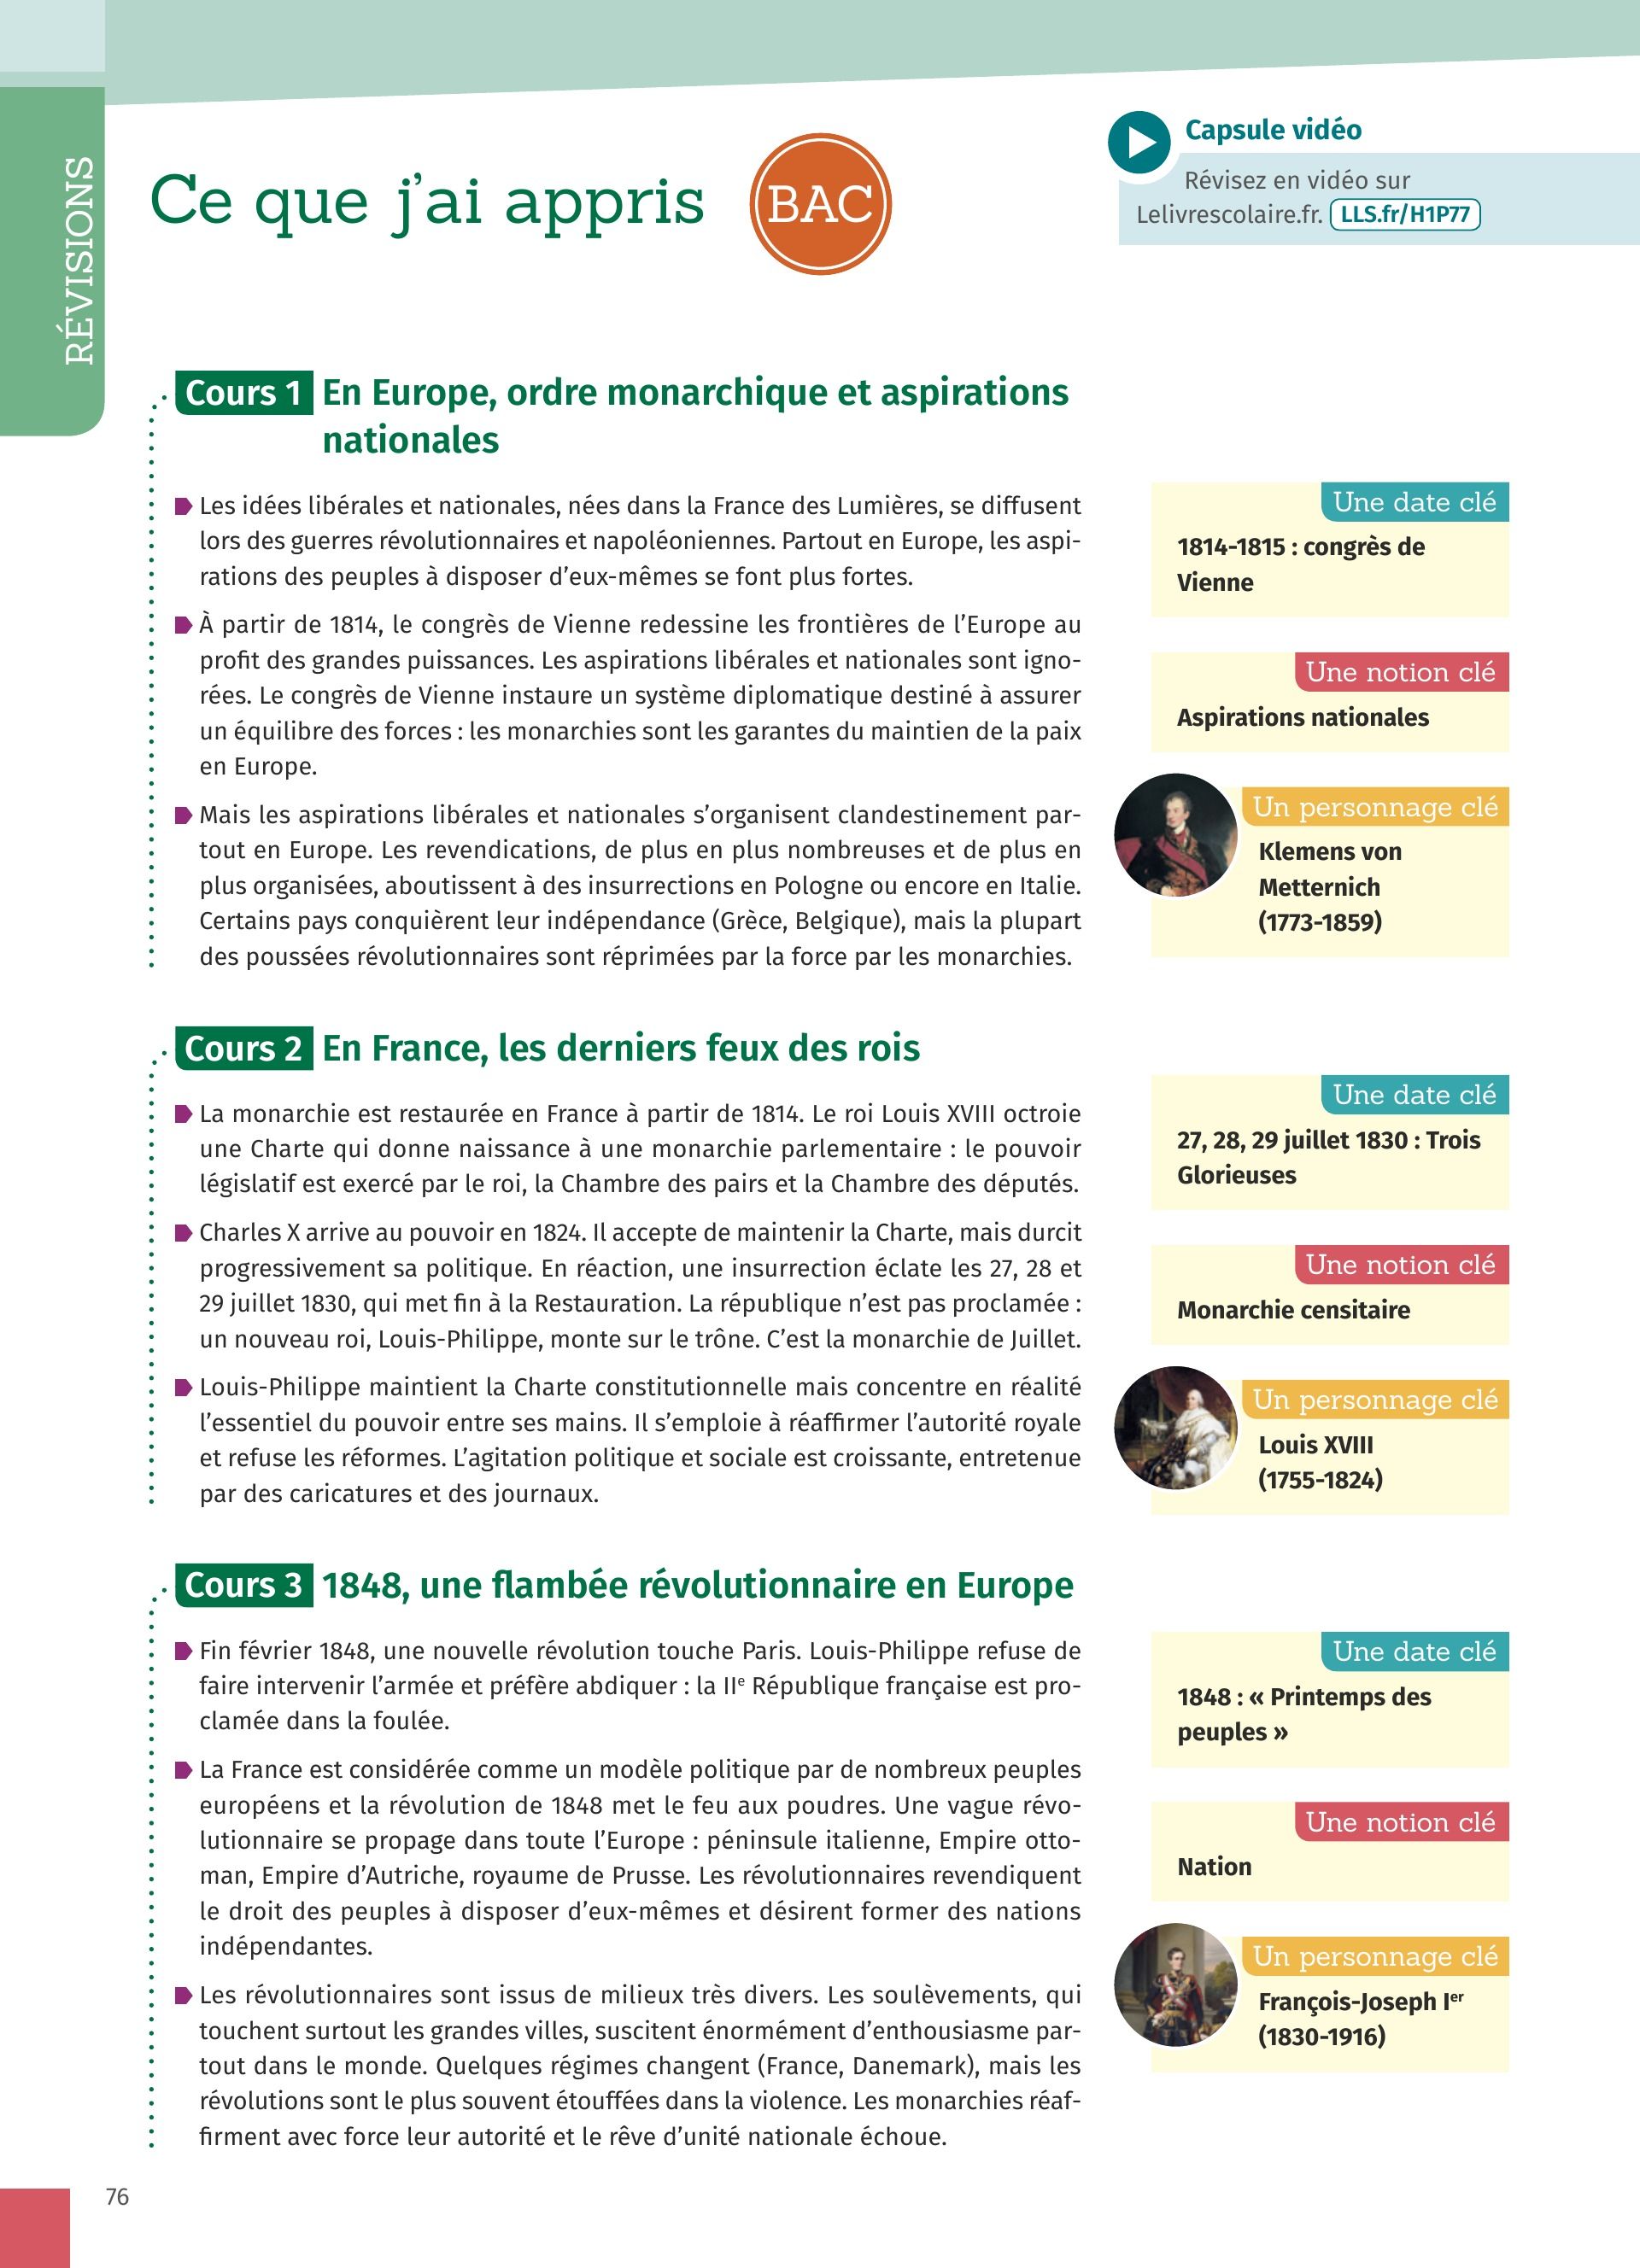 RÉVISIONS
Ce que j'ai appris
BAC
Capsule vidéo
Révisez en vidéo sur
Lelivrescolaire.fr. LLS.fr/H1P77
Cours 1 En Europe, ordre monarchique et aspirations
nationales
Les idées libérales et nationales, nées dans la France des Lumières, se diffusent
lors des guerres révolutionnaires et napoléoniennes. Partout en Europe, les aspi-
rations des peuples à disposer d'eux-mêmes se font plus fortes.
À partir de 1814, le congrès de Vienne redessine les frontières de l'Europe au
profit des grandes puissances. Les aspirations libérales et nationales sont igno-
rées. Le congrès de Vienne instaure un système diplomatique destiné à assurer
un équilibre des forces : les monarchies sont les garantes du maintien de la paix
en Europe.
Mais les aspirations libérales et nationales s'organisent clandestinement par-
tout en Europe. Les revendications, de plus en plus nombreuses et de plus en
plus organisées, aboutissent à des insurrections en Pologne ou encore en Italie.
Certains pays conquièrent leur indépendance (Grèce, Belgique), mais la plupart
des poussées révolutionnaires sont réprimées par la force par les monarchies.
Une date clé
1814-1815 : congrès de
Vienne
Une notion clé
Aspirations nationales
Un personnage clé
Klemens von
Metternich
(1773-1859)
Cours 2 En France, les derniers feux des rois
La monarchie est restaurée en France à partir de 1814. Le roi Louis XVIII octroie
une Charte qui donne naissance à une monarchie parlementaire : le pouvoir
législatif est exercé par le roi, la Chambre des pairs et la Chambre des députés.
Charles X arrive au pouvoir en 1824. Il accepte de maintenir la Charte, mais durcit
progressivement sa politique. En réaction, une insurrection éclate les 27, 28 et
29 juillet 1830, qui met fin à la Restauration. La république n'est pas proclamée :
un nouveau roi, Louis-Philippe, monte sur le trône. C'est la monarchie de Juillet.
Louis-Philippe maintient la Charte constitutionnelle mais concentre en réalité
l'essentiel du pouvoir entre ses mains. Il s'emploie à réaffirmer l'autorité royale
et refuse les réformes. L'agitation politique et sociale est croissante, entretenue
par des caricatures et des journaux.
Une date clé
27, 28, 29 juillet 1830 : Trois
Glorieuses
Une notion clé
Monarchie censitaire
Un personnage clé
Louis XVIII
(1755-1824)
Cours 3 1848, une flambée révolutionnaire en Europe
Fin février 1848, une nouvelle révolution touche Paris. Louis-Philippe refuse de
faire intervenir l'armée et préfère abdiquer : la IIe République française est pro-
clamée dans la foulée.
La France est considérée comme un modèle politique par de nombreux peuples
européens et la révolution de 1848 met le feu aux poudres. Une vague révo-
lutionnaire se propage dans toute l'Europe : péninsule italienne, Empire otto-
man, Empire d'Autriche, royaume de Prusse. Les révolutionnaires revendiquent
le droit des peuples à disposer d'eux-mêmes et désirent former des nations
indépendantes.
Les révolutionnaires sont issus de milieux très divers. Les soulèvements, qui
touchent surtout les grandes villes, suscitent énormément d'enthousiasme par-
tout dans le monde. Quelques régimes changent (France, Danemark), mais les
révolutions sont le plus souvent étouffées dans la violence. Les monarchies réaf-
firment avec force leur autorité et le rêve d'unité nationale échoue.
Une date clé
1848 : « Printemps des
peuples »
Une notion clé
Nation
Un personnage clé
François-Joseph Ier
(1830-1916)
76